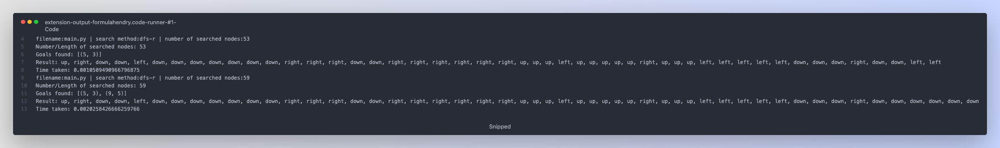 extension-output-formulahendry.code-runner-#1-
Code
4 filename:main.py | search method:dfs-r | number of searched nodes:53
5 Number/Length of searched nodes: 53
6 Goals found: [(5, 3)]
7 Result: up, right, down, down, left, down, down, down, down, down, down, down, right, right, right, down, down, right, right, right, right, right, right, up, up, up, left, up, up, up, up, up, right, up, up, up, left, left, left, left, left, down, down, down, right, down, down, left, left
8 Time taken: 0.0010509490966796875
9 filename:main.py | search method:dfs-r | number of searched nodes:59
10 Number/Length of searched nodes: 59
11 Goals found: [(5, 3), (9, 5)]
12 Result: up, right, down, down, left, down, down, down, down, down, down, down, right, right, right, down, down, right, right, right, right, right, right, up, up, up, left, up, up, up, up, up, right, up, up, up, left, left, left, left, left, down, down, down, right, down, down, down, down, down, down
13 Time taken: 0.0020258426666259766
Snipped